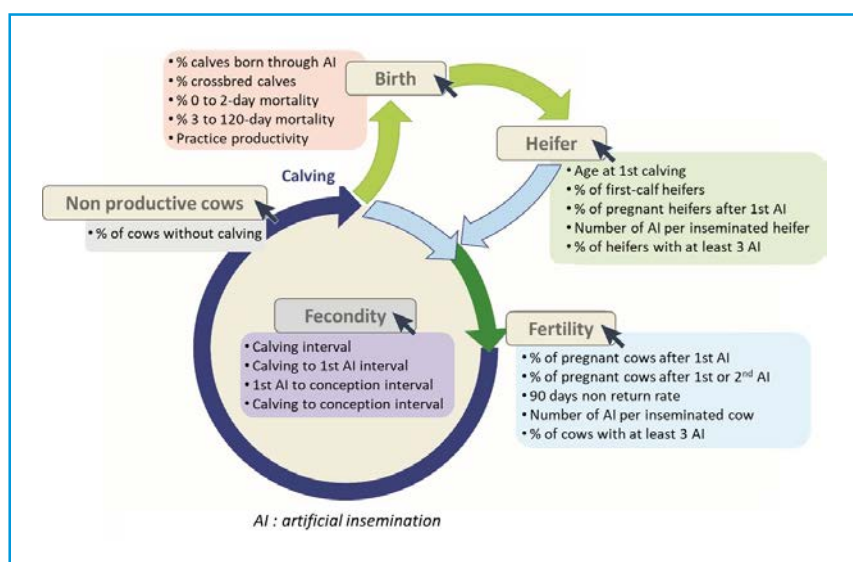 • % calves born through AI
• % crossbred calves
• % 0 to 2-day mortality
• % 3 to 120-day mortality
• Practice productivity
Birth
Heifer
• Age at 1st calving
• % of first-calf heifers
• % of pregnant heifers after 1st AI
• Number of AI per inseminated heifer
• % of heifers with at least 3 AI
Calving
Non productive cows
• % of cows without calving
Fecondity
• Calving interval
• Calving to 1st AI interval
• 1st AI to conception interval
• Calving to conception interval
Fertility
• % of pregnant cows after 1st AI
• % of pregnant cows after 1st or 2nd AI
• 90 days non return rate
• Number of AI per inseminated cow
• % of cows with at least 3 AI
AI : artificial insemination